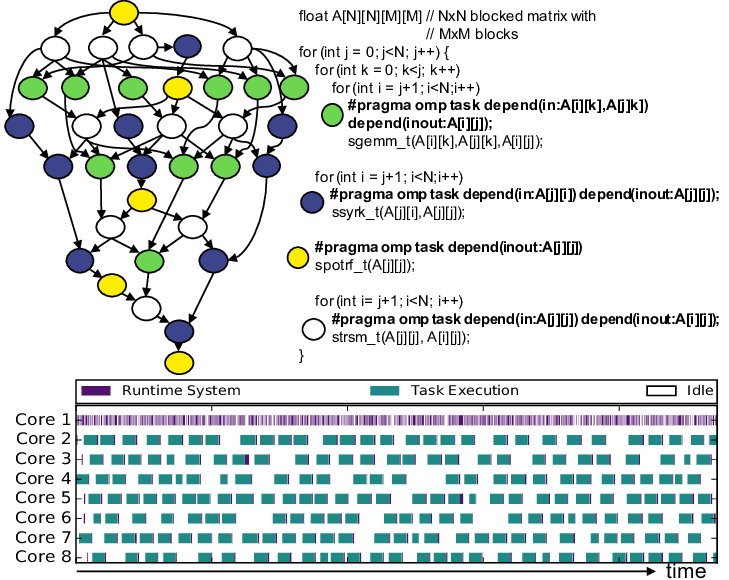 float A[N][N][M][M] // NxN blocked matrix with
// MxM blocks
for (int j = 0; j<N; j++) {
for (int k = 0; k<j; k++)
for (int i = j+1; i<N;i++)
#pragma omp task depend(in:A[i][k],A[j][k])
depend(inout:A[i][j]);
sgemm_t(A[i][k],A[j][k],A[i][j]);
for (int i = j+1; i<N;i++)
#pragma omp task depend(in:A[j][i]) depend(inout:A[j][j]);
ssyrk_t(A[j][i],A[j][j]);
#pragma omp task depend(inout:A[j][j])
spotrf_t(A[j][j]);
for (int i= j+1; i<N; i++)
#pragma omp task depend(in:A[j][j]) depend(inout:A[i][j]);
strsm_t(A[j][j], A[i][j]);
}
Runtime System Task Execution Idle
Core 1
Core 2
Core 3
Core 4
Core 5
Core 6
Core 7
Core 8
time